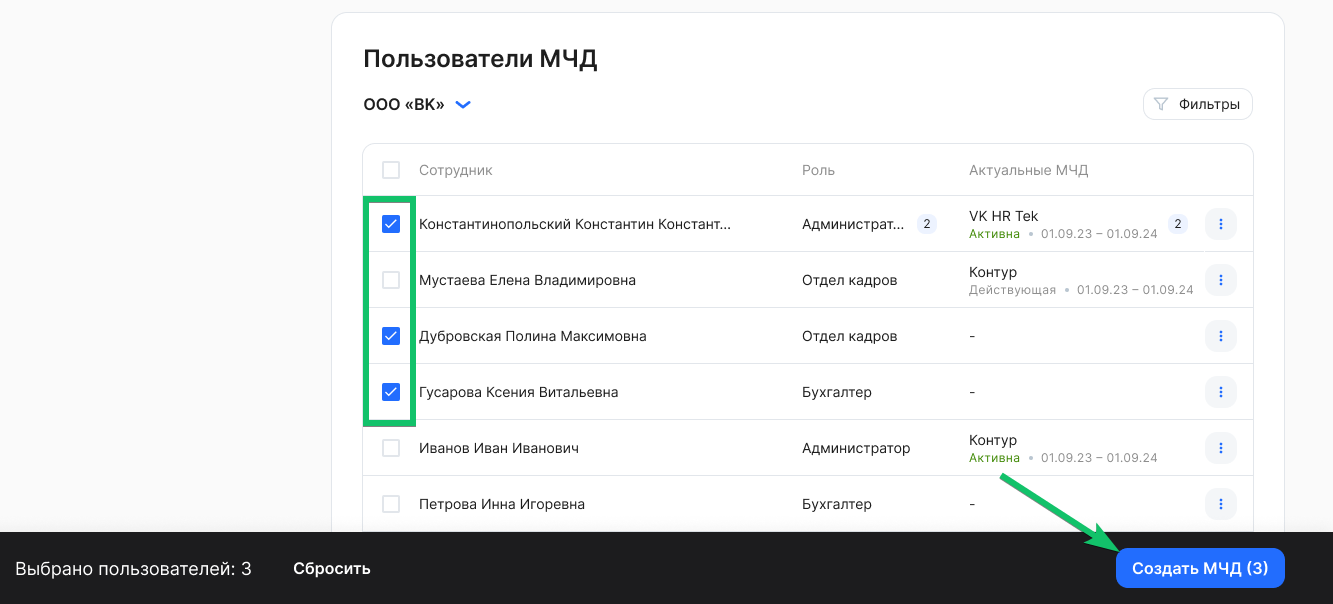 Пользователи МЧД
ООО «ВК»
Фильтры
Сотрудник Роль Актуальные МЧД
Константинопольский Константин Констант... Администрат... 2 VK HR Tek 2
Активна • 01.09.23 – 01.09.24
Мустаева Елена Владимировна Отдел кадров Контур
Действующая • 01.09.23 – 01.09.24
Дубровская Полина Максимовна Отдел кадров -
Гусарова Ксения Витальевна Бухгалтер -
Иванов Иван Иванович Администратор Контур
Активна • 01.09.23 – 01.09.24
Петрова Инна Игоревна Бухгалтер -
Выбрано пользователей: 3 Сбросить Создать МЧД (3)